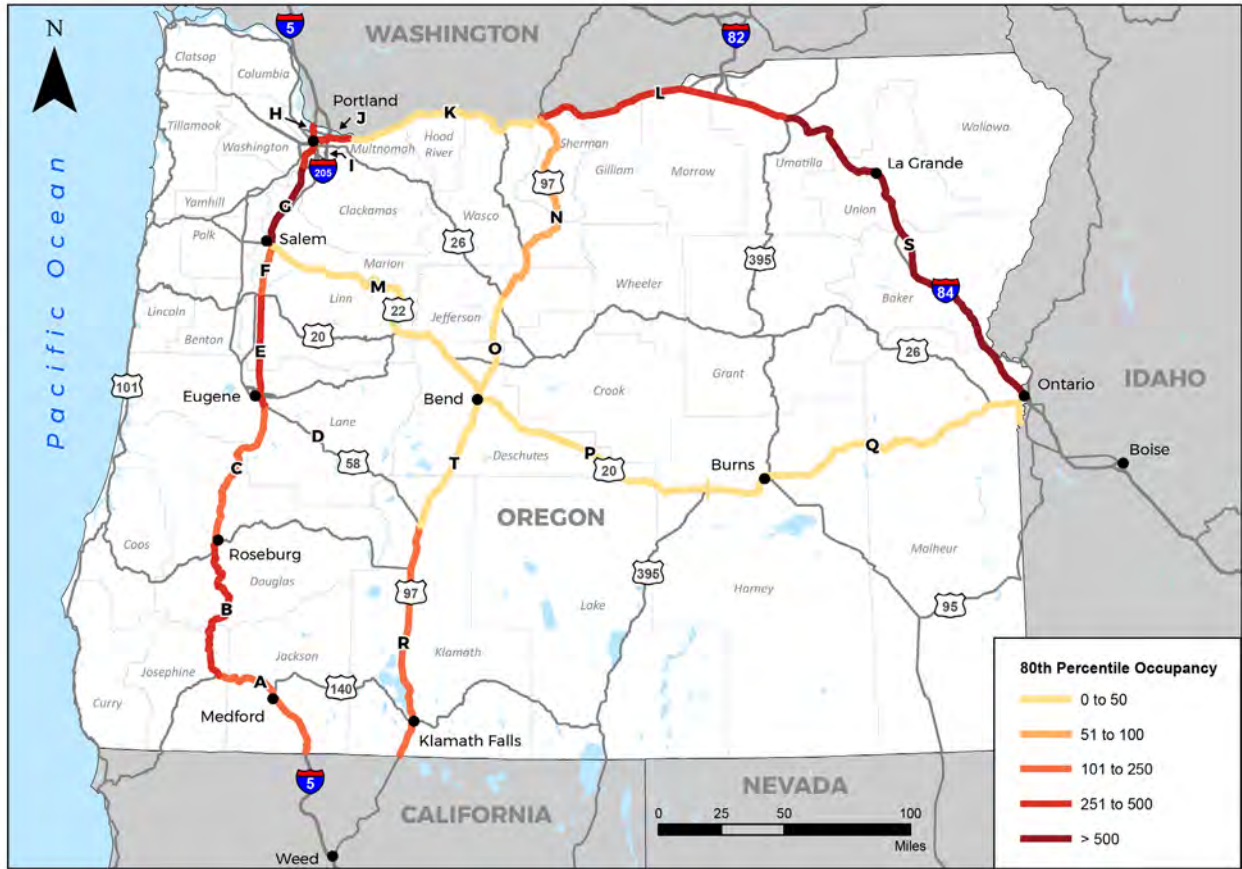 N
5
WASHINGTON
82
Clatsop
Columbia
Portland
H
J
K
L
Tillamook
Washington
Multnomah
Hood
River
Sherman
Wallowa
I
205
Gilliam
Morrow
Umatilla
La Grande
97
Yamhill
G
Clackamas
Wasco
N
Union
Polk
Salem
26
S
F
Marion
395
84
M
Wheeler
Baker
Lincoln
Linn
22
Jefferson
Benton
20
O
26
E
Grant
101
Crook
Ontario
IDAHO
Eugene
Bend
Lane
D
58
T
Deschutes
P
20
Burns
Q
Boise
C
OREGON
Coos
Roseburg
Malheur
Douglas
395
97
B
Lake
Harney
95
R
Klamath
Josephine
Jackson
A
140
Curry
Medford
Klamath Falls
5
CALIFORNIA
NEVADA
0 25 50 100
Miles
Weed
Pacific Ocean
80th Percentile Occupancy
0 to 50
51 to 100
101 to 250
251 to 500
> 500